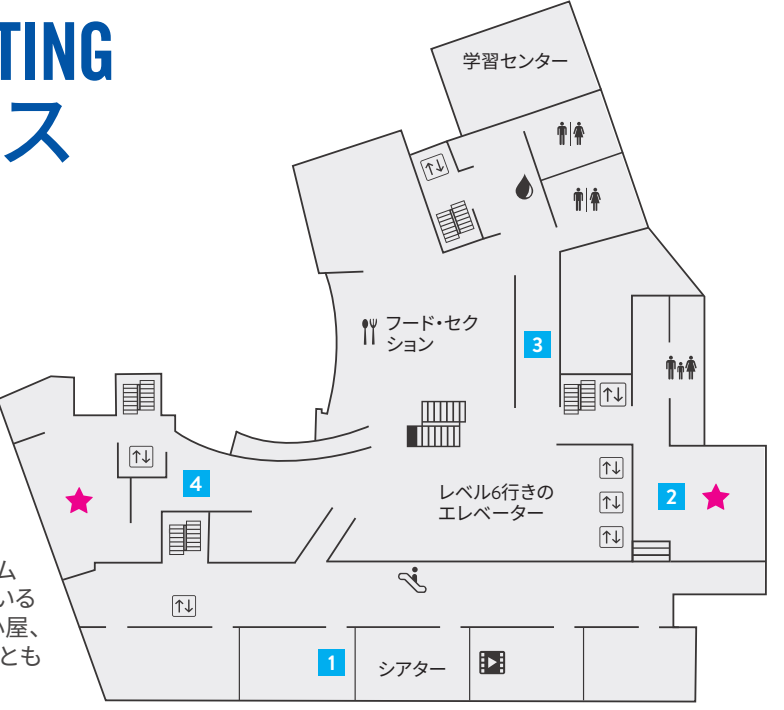 TING
ス
学習センター
フード・セク
ション
3
4
レベル6行きの
エレベーター
2
ム
いる
小屋、
とも
1
シアター